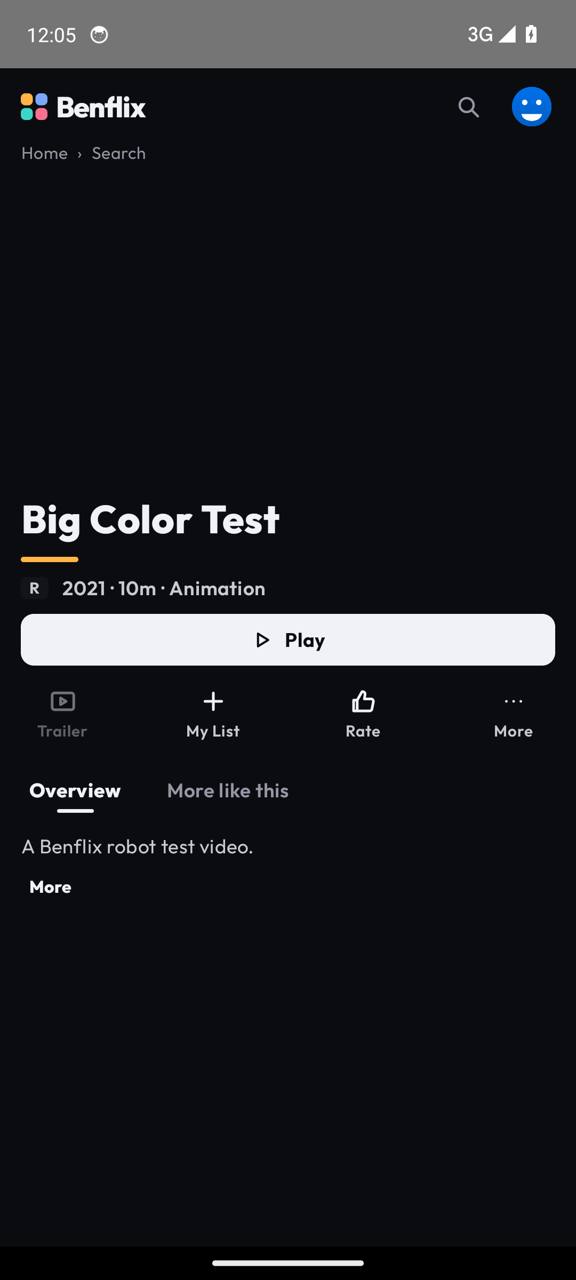 12:05
3G
Benflix
Home › Search
Big Color Test
R 2021 · 10m · Animation
Play
Trailer My List Rate More
Overview More like this
A Benflix robot test video.
More